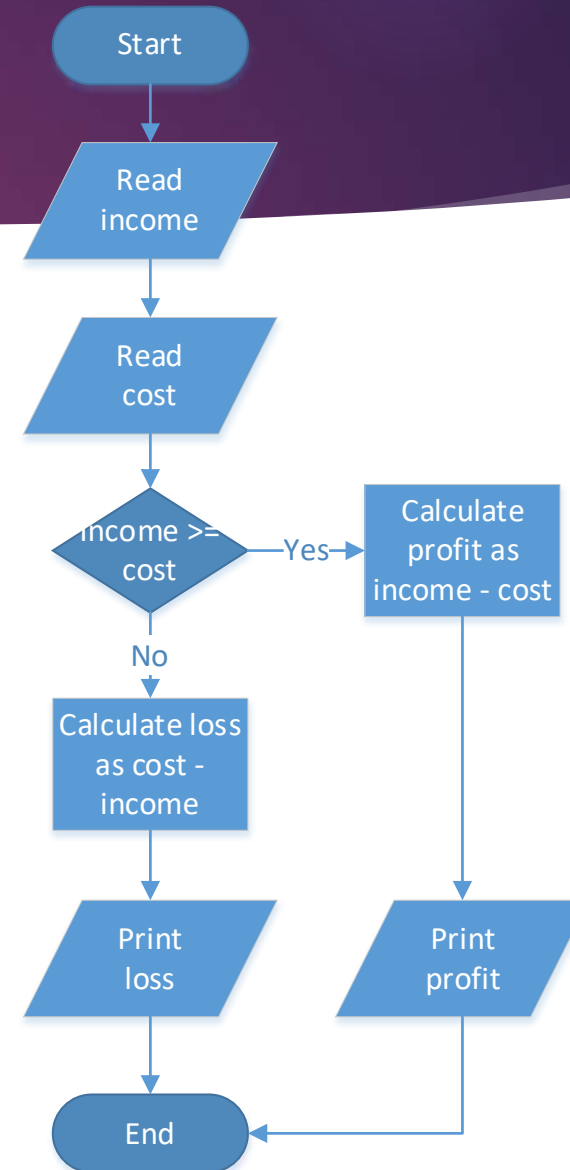 Start
Read
income
Read
cost
income >=
cost
Yes
Calculate
profit as
income - cost
No
Calculate loss
as cost -
income
Print
loss
Print
profit
End